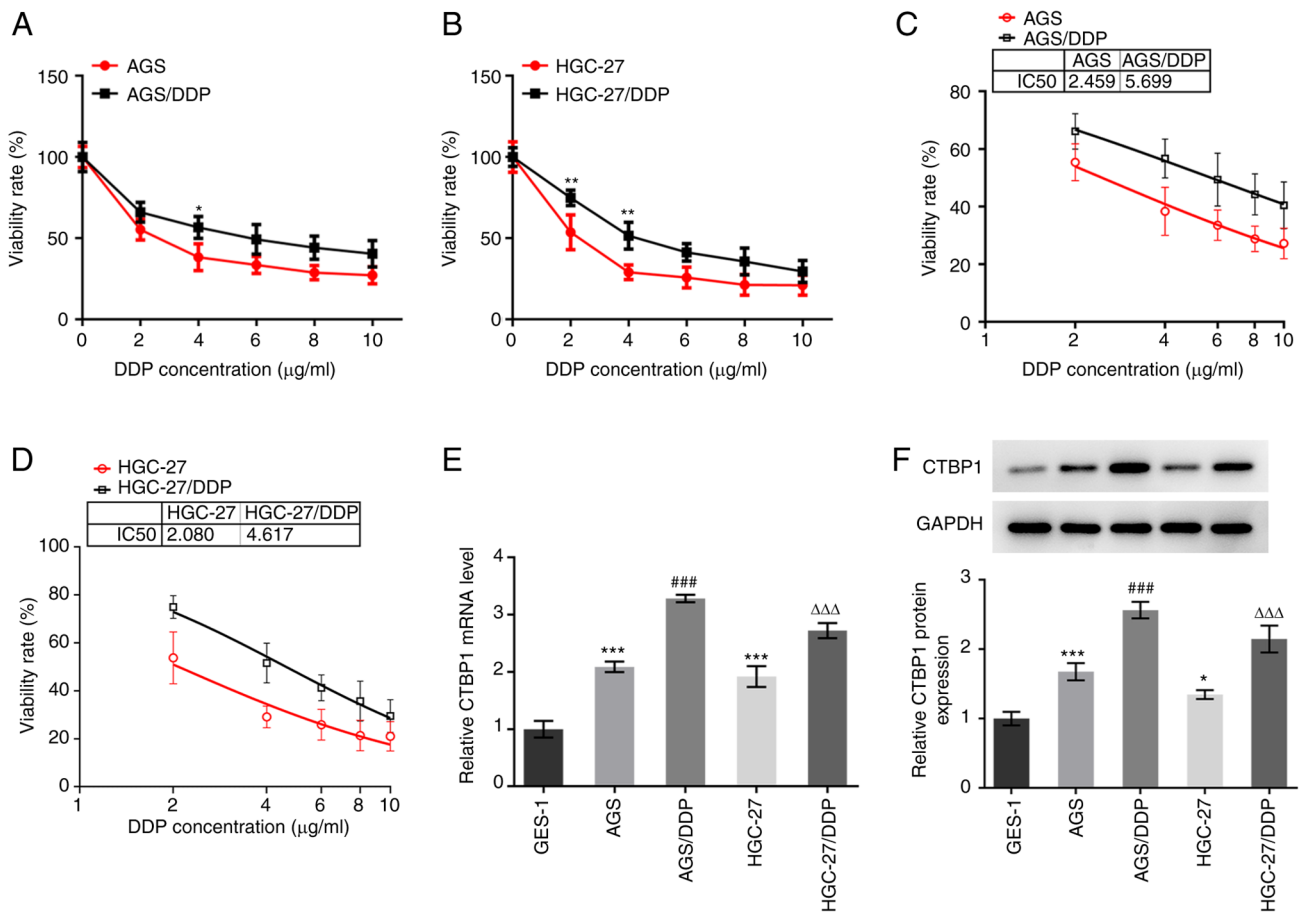 A
AGS
AGS/DDP
150
100
50
0
Viability rate (%)
*
0 2 4 6 8 10
DDP concentration (μg/ml)
B
HGC-27
HGC-27/DDP
150
100
50
0
Viability rate (%)
**
**
0 2 4 6 8 10
DDP concentration (μg/ml)
C
AGS
AGS/DDP
AGS AGS/DDP
IC50 2.459 5.699
80
60
40
20
0
Viability rate (%)
1 2 4 6 8 10
DDP concentration (μg/ml)
D
HGC-27
HGC-27/DDP
HGC-27 HGC-27/DDP
IC50 2.080 4.617
100
80
60
40
20
0
Viability rate (%)
1 2 4 6 8 10
DDP concentration (μg/ml)
E
4
3
2
1
0
Relative CTBP1 mRNA level
***
###
***
ΔΔΔ
GES-1
AGS
AGS/DDP
HGC-27
HGC-27/DDP
F
CTBP1
GAPDH
3
2
1
0
Relative CTBP1 protein
expression
***
###
*
ΔΔΔ
GES-1
AGS
AGS/DDP
HGC-27
HGC-27/DDP